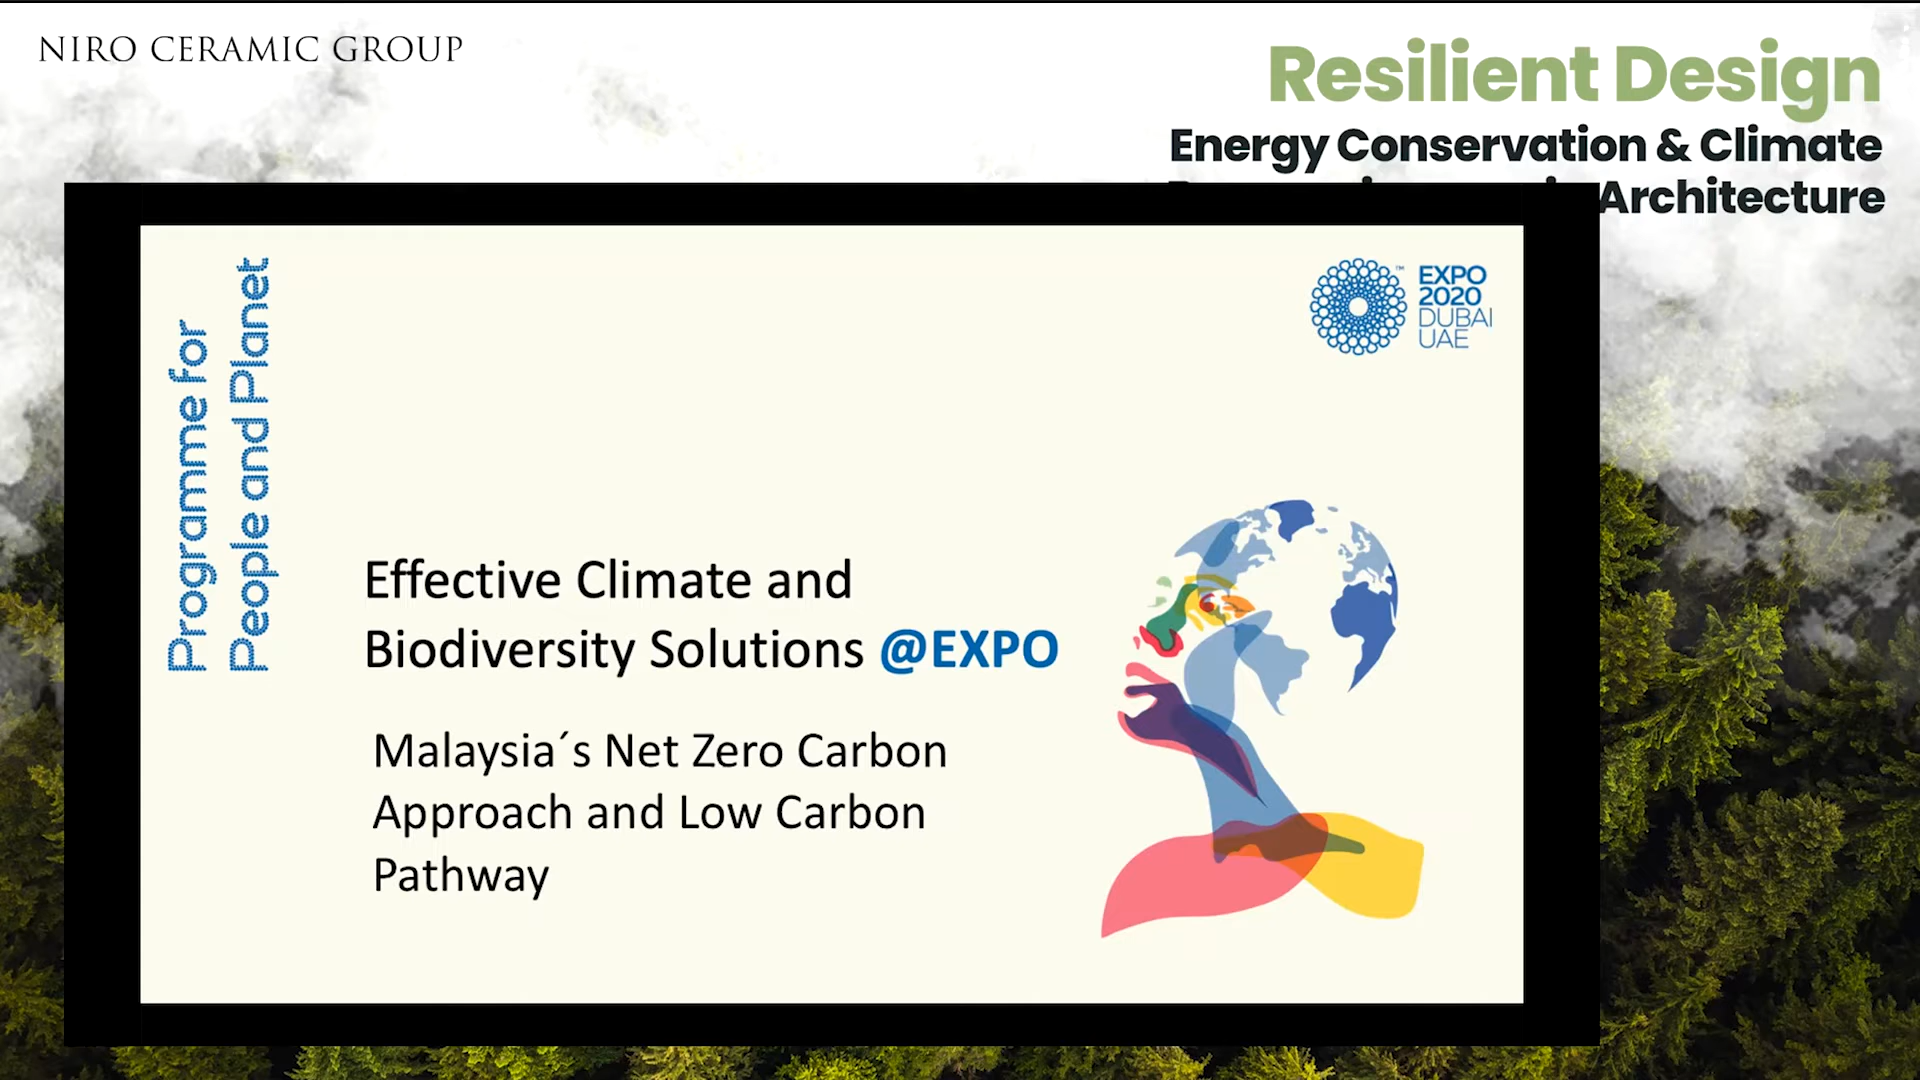 NIRO CERAMIC GROUP
Resilient Design
Energy Conservation & Climate
Architecture
Programme for
People and Planet
EXPO
2020
DUBAI
UAE
™
Effective Climate and
Biodiversity Solutions @EXPO
Malaysia´s Net Zero Carbon
Approach and Low Carbon
Pathway